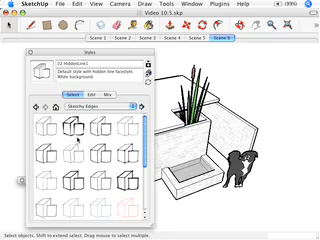 SketchUp File Edit View Camera Draw Tools Window Plugins Help (99%)
Video 10.5.skp
Scene 1 Scene 2 Scene 3 Scene 4 Scene 5 Scene 6
Styles
02 HiddenLine1
Default style with hidden line facestyle. White background.
Select Edit Mix
Sketchy Edges
Select objects. Shift to extend select. Drag mouse to select multiple.